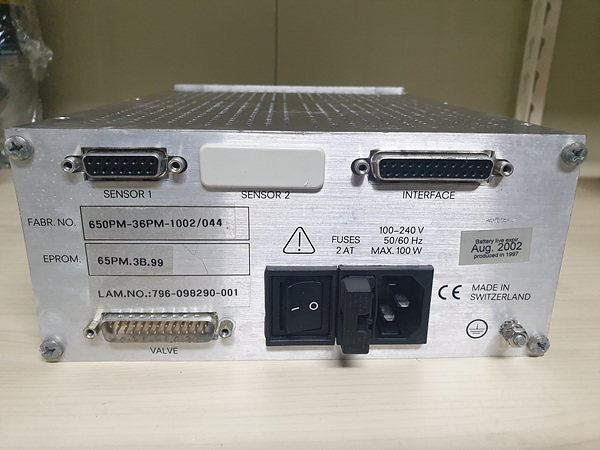 SENSOR 1
SENSOR 2
INTERFACE
FABR. NO. 650PM-36PM-1002/044
EPROM. 65PM.3B.99
LAM.NO.:796-098290-001
VALVE
FUSES
2 AT
100-240 V
50/60 Hz
MAX. 100 W
Battery live expir.
Aug. 2002
produced in 1997
CE MADE IN
SWITZERLAND
I O